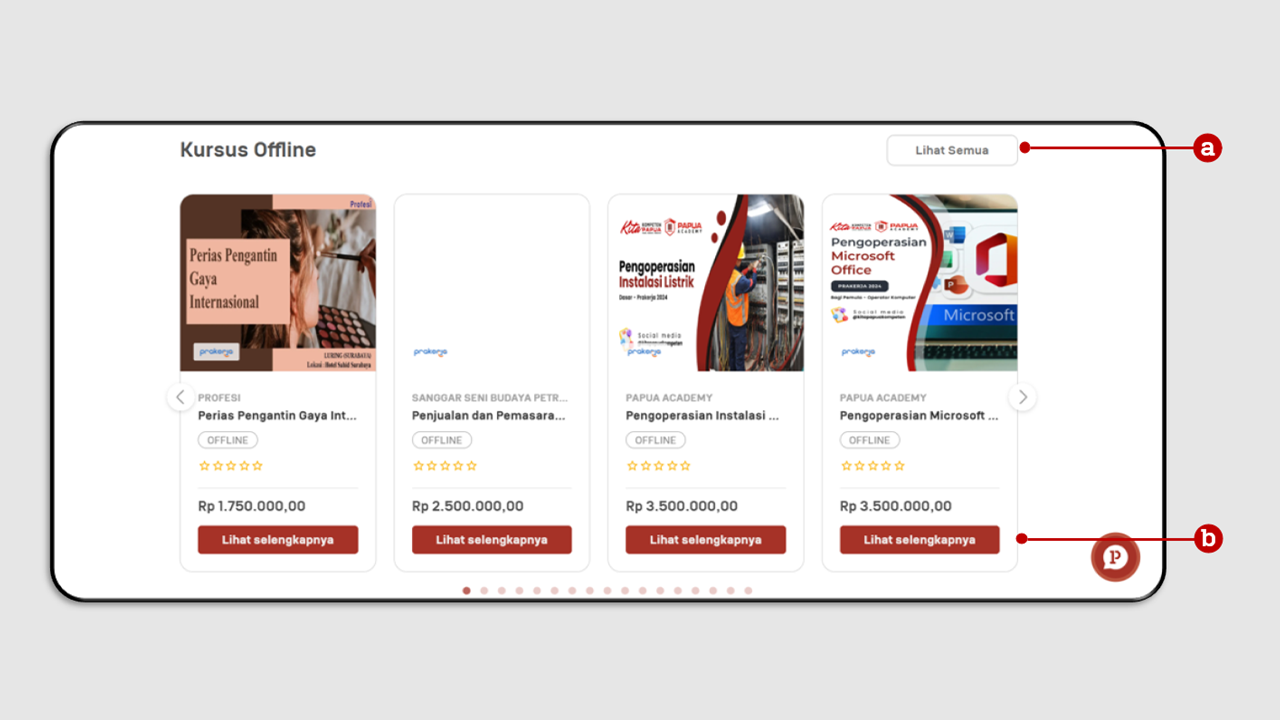 Kursus Offline
Lihat Semua
a
Profesi
Perias Pengantin
Gaya
Internasional
prakerja
LURING (SURABAYA)
Lokasi : Hotel Sahid Surabaya
PROFESI
Perias Pengantin Gaya Int...
OFFLINE
Rp 1.750.000,00
Lihat selengkapnya
prakerja
SANGGAR SENI BUDAYA PETR...
Penjualan dan Pemasara...
OFFLINE
Rp 2.500.000,00
Lihat selengkapnya
Kita KOMPETEN
PAPUA
PAPUA
ACADEMY
Pengoperasian
Instalasi Listrik
Dasar - Prakerja 2024
Social media
prakerja
PAPUA ACADEMY
Pengoperasian Instalasi ...
OFFLINE
Rp 3.500.000,00
Lihat selengkapnya
Kita KOMPETEN
PAPUA
PAPUA
ACADEMY
Pengoperasian
Microsoft
Office
PRAKERJA 2024
Bagi Pemula - Operator Komputer
Social media
@kitapapuakompeten
prakerja
W
P
Microsoft
PAPUA ACADEMY
Pengoperasian Microsoft ...
OFFLINE
Rp 3.500.000,00
Lihat selengkapnya
b
P